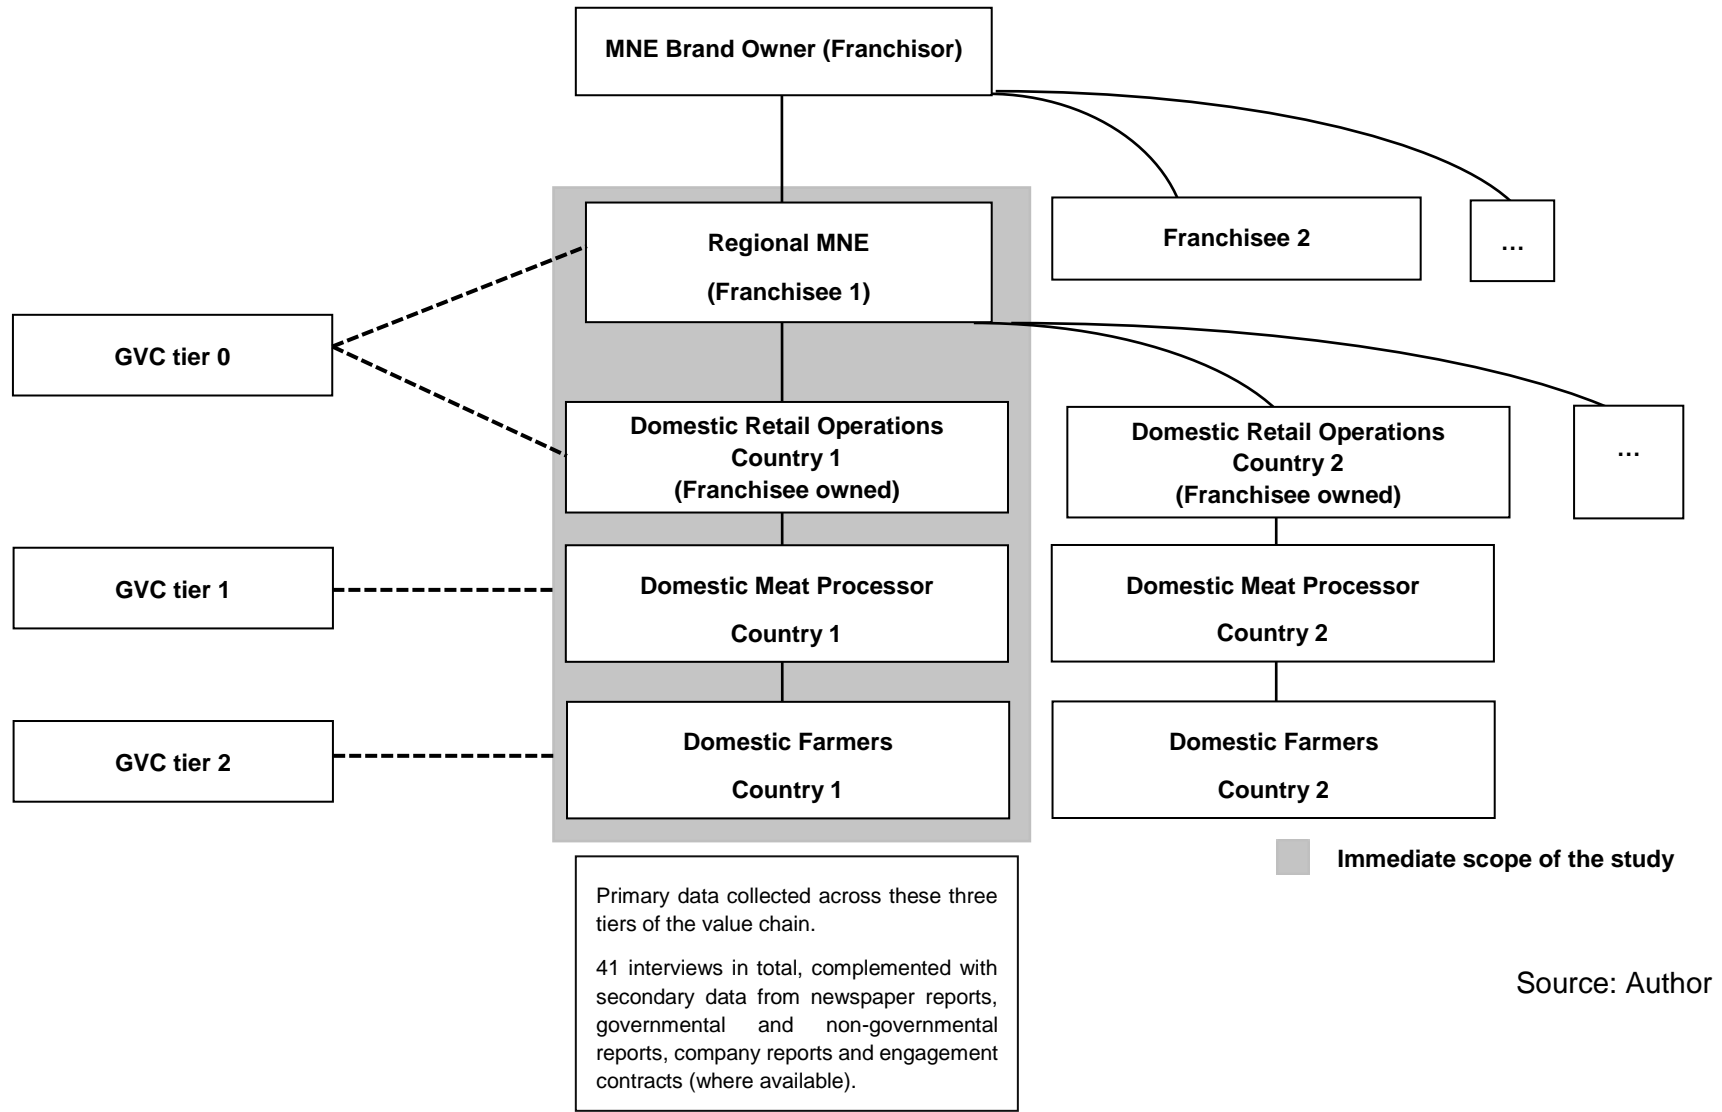 MNE Brand Owner (Franchisor)
Regional MNE
(Franchisee 1)
Franchisee 2
...
GVC tier 0
Domestic Retail Operations
Country 1
(Franchisee owned)
Domestic Retail Operations
Country 2
(Franchisee owned)
...
GVC tier 1
Domestic Meat Processor
Country 1
Domestic Meat Processor
Country 2
GVC tier 2
Domestic Farmers
Country 1
Domestic Farmers
Country 2
Immediate scope of the study
Primary data collected across these three
tiers of the value chain.
41 interviews in total, complemented with
secondary data from newspaper reports,
governmental and non-governmental
reports, company reports and engagement
contracts (where available).
Source: Author